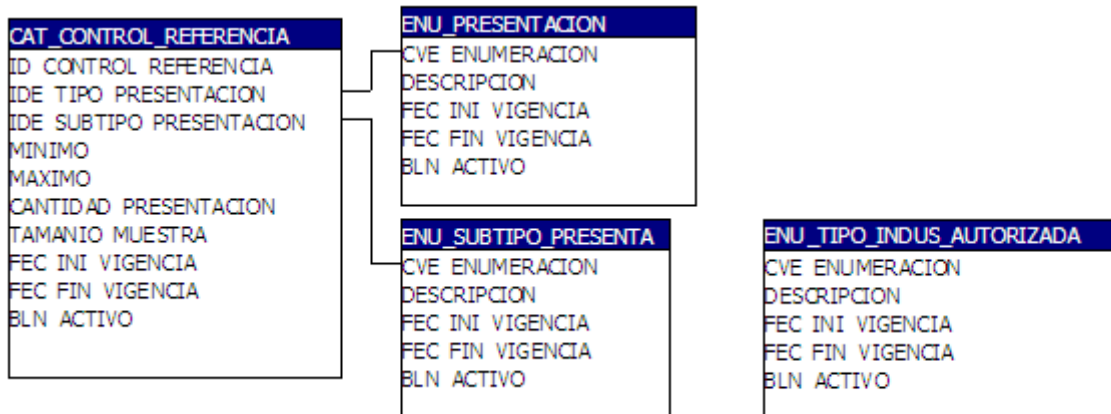 CAT_CONTROL_REFERENCIA
ID CONTROL REFERENCIA
IDE TIPO PRESENTACION
IDE SUBTIPO PRESENTACION
MINIMO
MAXIMO
CANTIDAD PRESENTACION
TAMANIO MUESTRA
FEC INI VIGENCIA
FEC FIN VIGENCIA
BLN ACTIVO
ENU_PRESENTACION
CVE ENUMERACION
DESCRIPCION
FEC INI VIGENCIA
FEC FIN VIGENCIA
BLN ACTIVO
ENU_SUBTIPO_PRESENTA
CVE ENUMERACION
DESCRIPCION
FEC INI VIGENCIA
FEC FIN VIGENCIA
BLN ACTIVO
ENU_TIPO_INDUS_AUTORIZADA
CVE ENUMERACION
DESCRIPCION
FEC INI VIGENCIA
FEC FIN VIGENCIA
BLN ACTIVO